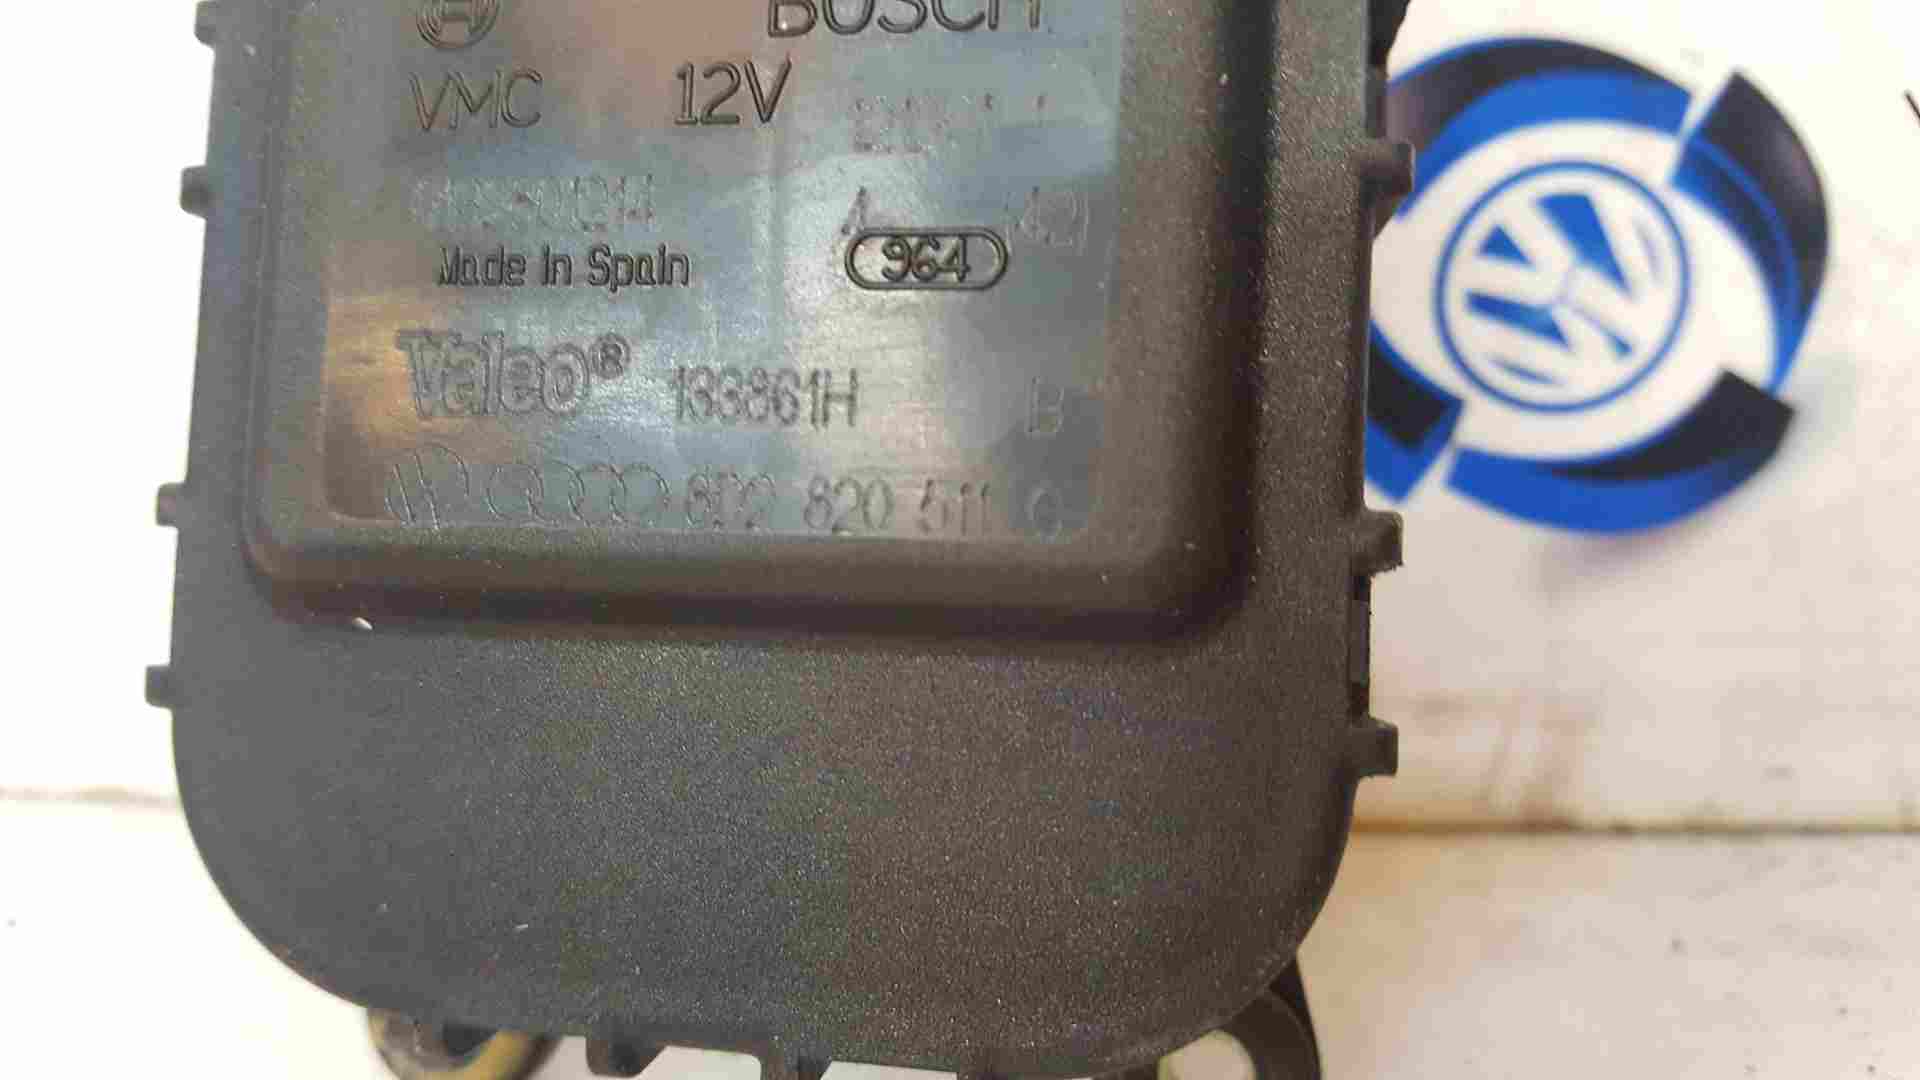 BOSCH
VMC 12V
Made In Spain 964
Valeo® 133861H B
820 511 C